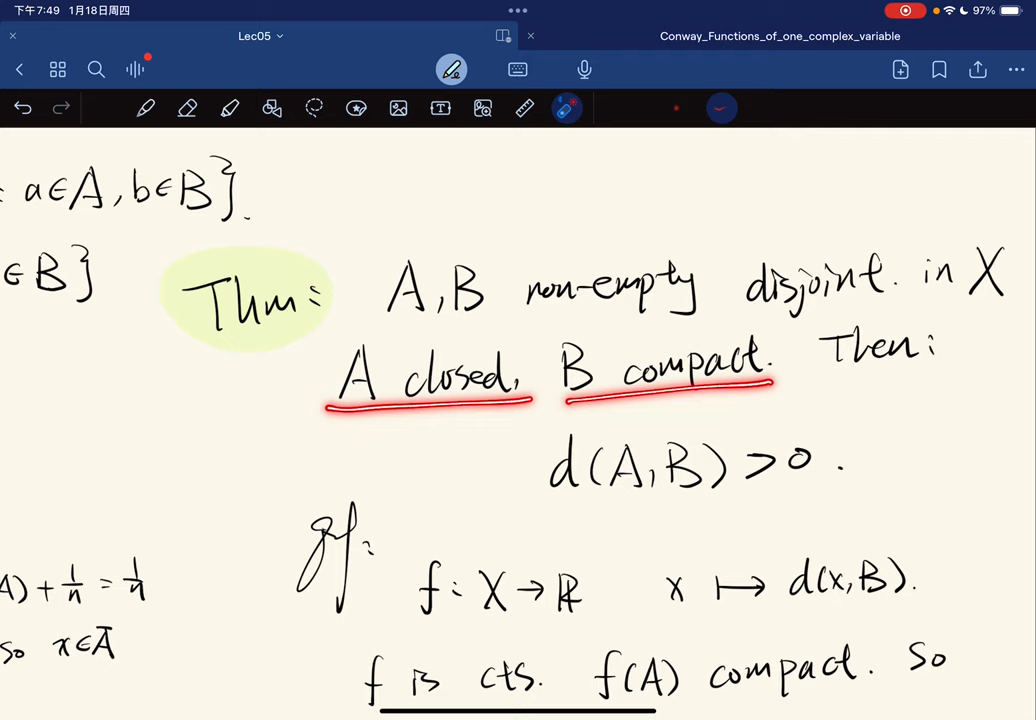 下午7:49 1月18日周四
97%
Lec05
Conway_Functions_of_one_complex_variable
: a∈A, b∈B}.
∈B}
Thm: A, B non-empty disjoint. in X
A closed, B compact. Then:
d(A,B) > 0.
pf:
f: X → ℝ x ↦ d(x,B).
A) + 1/n = 1/n
so x∈Ā
f is cts. f(A) compact. So